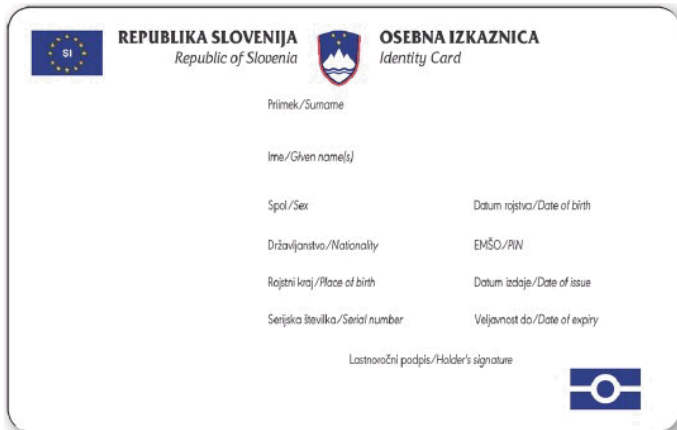 SI
REPUBLIKA SLOVENIJA
Republic of Slovenia
OSEBNA IZKAZNICA
Identity Card
Priimek/Surname
Ime/Given name(s)
Spol/Sex
Datum rojstva/Date of birth
Državljanstvo/Nationality
EMŠO/PIN
Rojstni kraj/Place of birth
Datum izdaje/Date of issue
Serijska številka/Serial number
Veljavnost do/Date of expiry
Lastnoročni podpis/Holder's signature